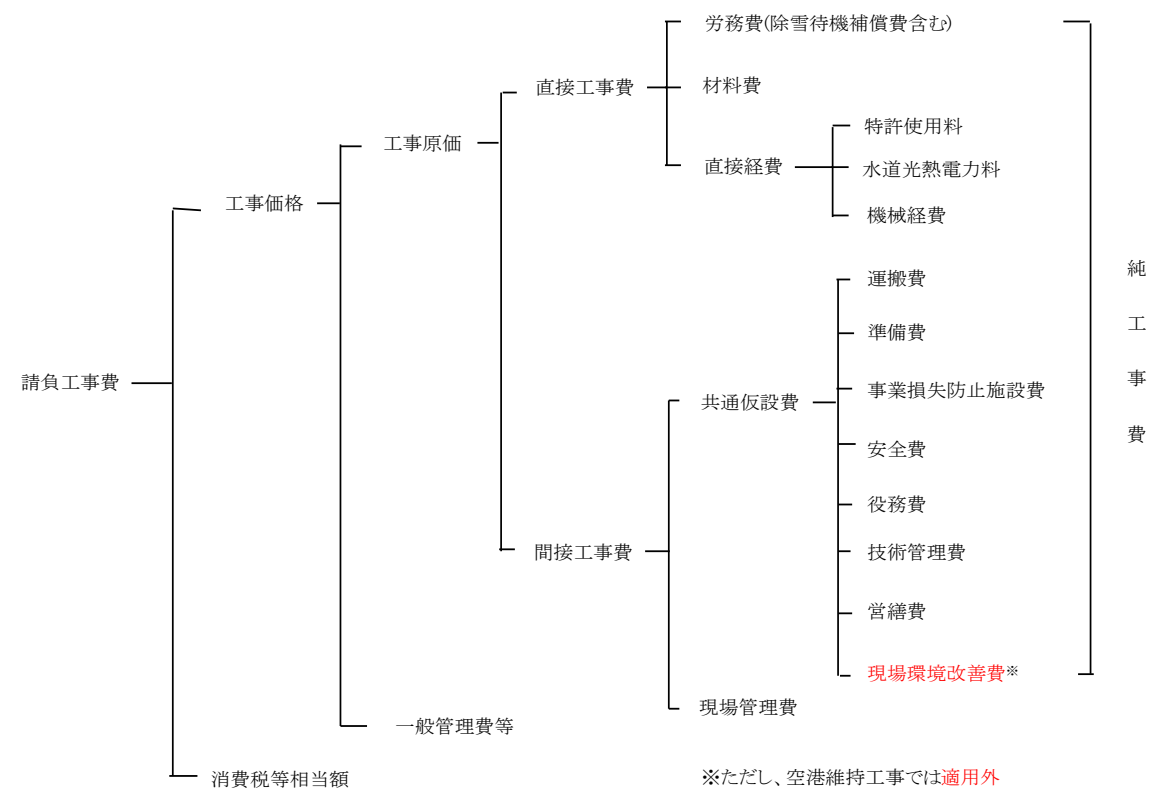 労務費(除雪待機補償費含む)
直接工事費
材料費
特許使用料
工事原価
直接経費
水道光熱電力料
工事価格
機械経費
純工事費
運搬費
準備費
請負工事費
事業損失防止施設費
共通仮設費
安全費
役務費
間接工事費
技術管理費
営繕費
現場環境改善費※
現場管理費
一般管理費等
消費税等相当額
※ただし、空港維持工事では適用外